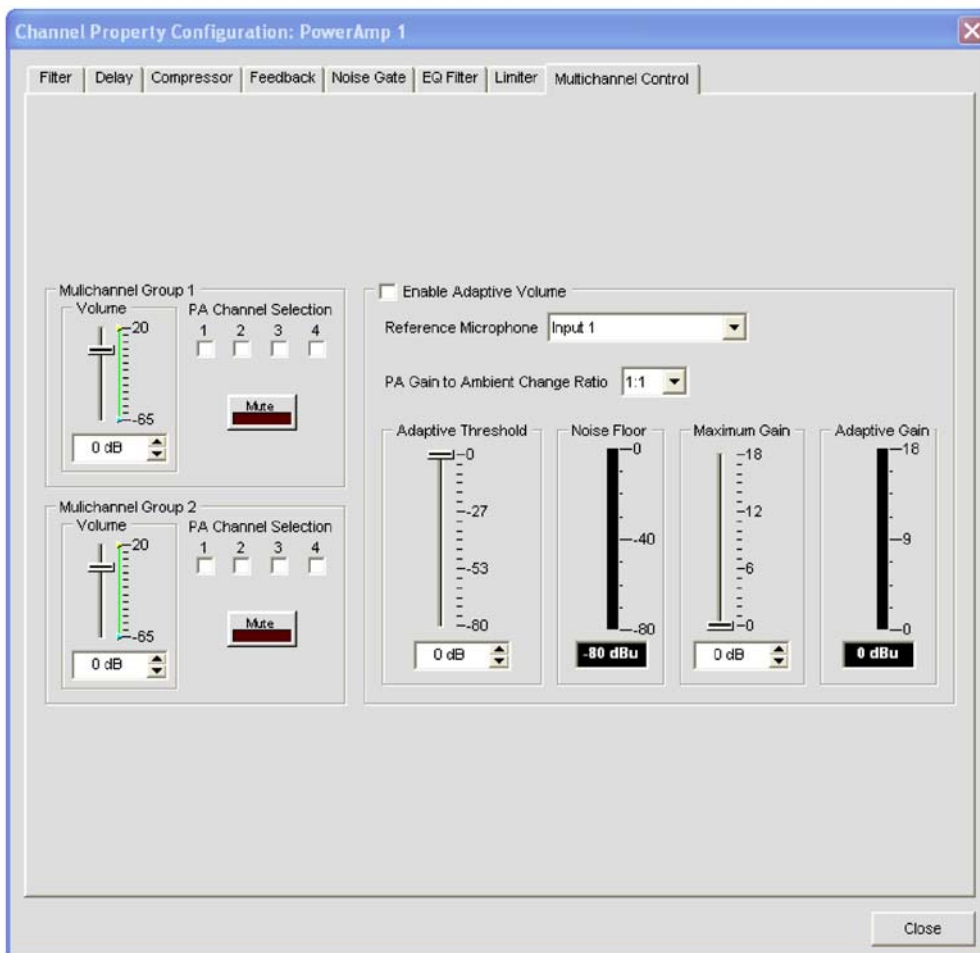 Channel Property Configuration: PowerAmp 1
Filter Delay Compressor Feedback Noise Gate EQ Filter Limiter Multichannel Control
Mulichannel Group 1
Volume
20
-65
0 dB
PA Channel Selection
1 2 3 4
Mute
Mulichannel Group 2
Volume
20
-65
0 dB
PA Channel Selection
1 2 3 4
Mute
Enable Adaptive Volume
Reference Microphone Input 1
PA Gain to Ambient Change Ratio 1:1
Adaptive Threshold
0
-27
-53
-80
0 dB
Noise Floor
0
-40
-80
-80 dBu
Maximum Gain
18
12
6
0
0 dB
Adaptive Gain
18
9
0
0 dBu
Close